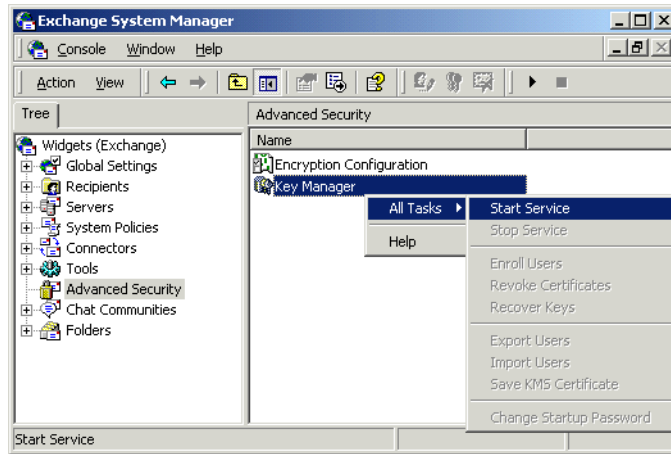 Exchange System Manager
Console Window Help
Action View
Tree
Advanced Security
Widgets (Exchange)
Global Settings
Recipients
Servers
System Policies
Connectors
Tools
Advanced Security
Chat Communities
Folders
Name
Encryption Configuration
Key Manager
All Tasks
Help
Start Service
Stop Service
Enroll Users
Revoke Certificates
Recover Keys
Export Users
Import Users
Save KMS Certificate
Change Startup Password
Start Service